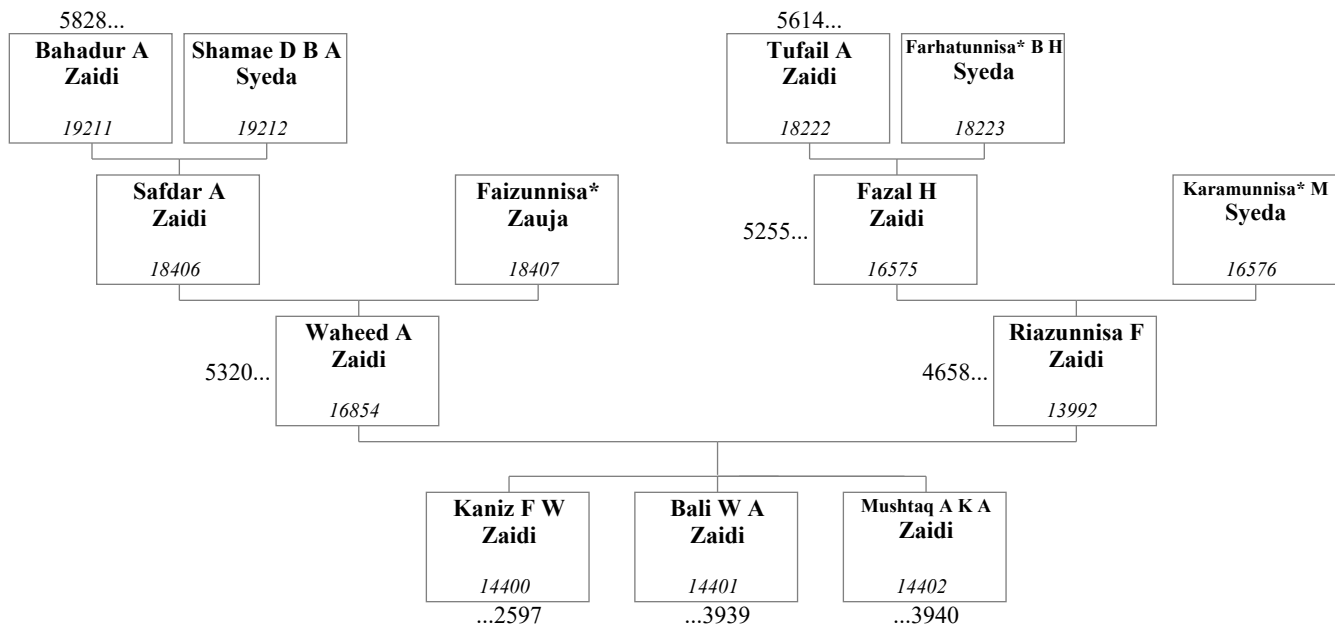 5828...
5614...
Bahadur A
Zaidi
19211
Shamae D B A
Syeda
19212
Tufail A
Zaidi
18222
Farhatunnisa* B H
Syeda
18223
Safdar A
Zaidi
18406
Faizunnisa*
Zauja
18407
5255...
Fazal H
Zaidi
16575
Karamunnisa* M
Syeda
16576
5320...
Waheed A
Zaidi
16854
4658...
Riazunnisa F
Zaidi
13992
Kaniz F W
Zaidi
14400
...2597
Bali W A
Zaidi
14401
...3939
Mushtaq A K A
Zaidi
14402
...3940